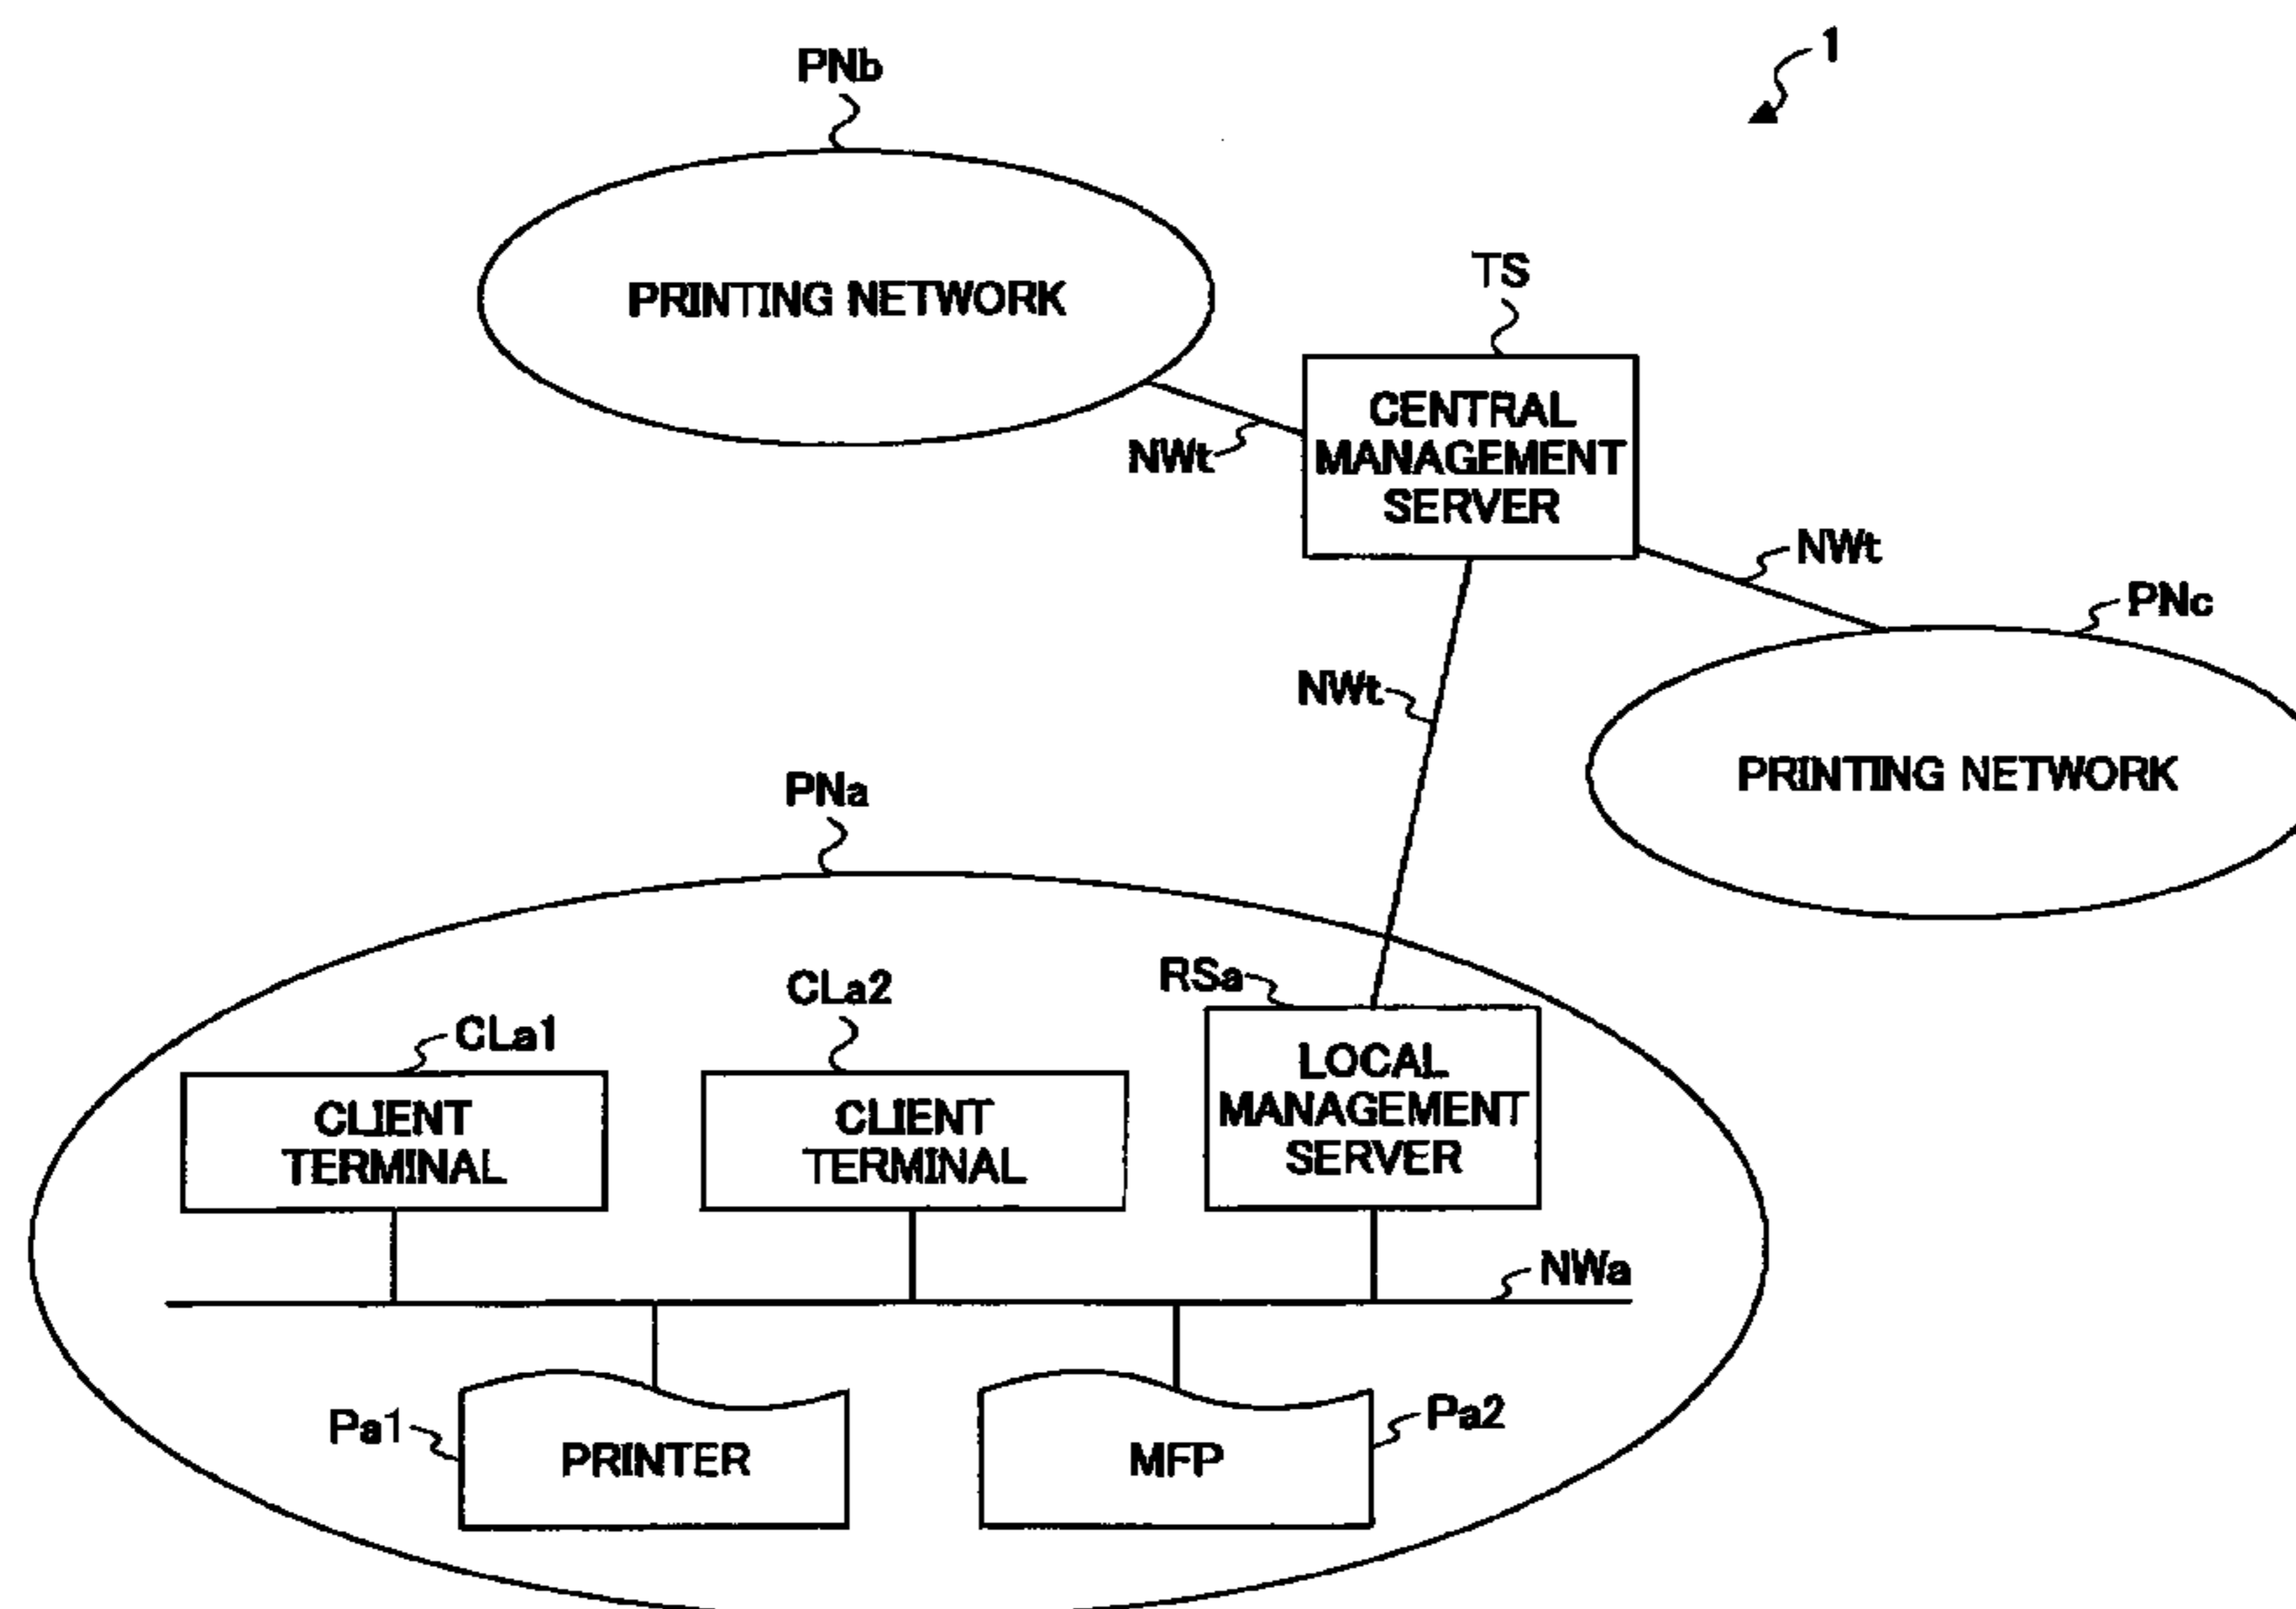 1
PNb
PRINTING NETWORK
TS
CENTRAL
MANAGEMENT
SERVER
NWt
NWt
PNc
NWt
PRINTING NETWORK
PNa
RSa
CLa2
CLa1
LOCAL
MANAGEMENT
SERVER
CLIENT
TERMINAL
CLIENT
TERMINAL
NWa
Pa1
PRINTER
MFP
Pa2